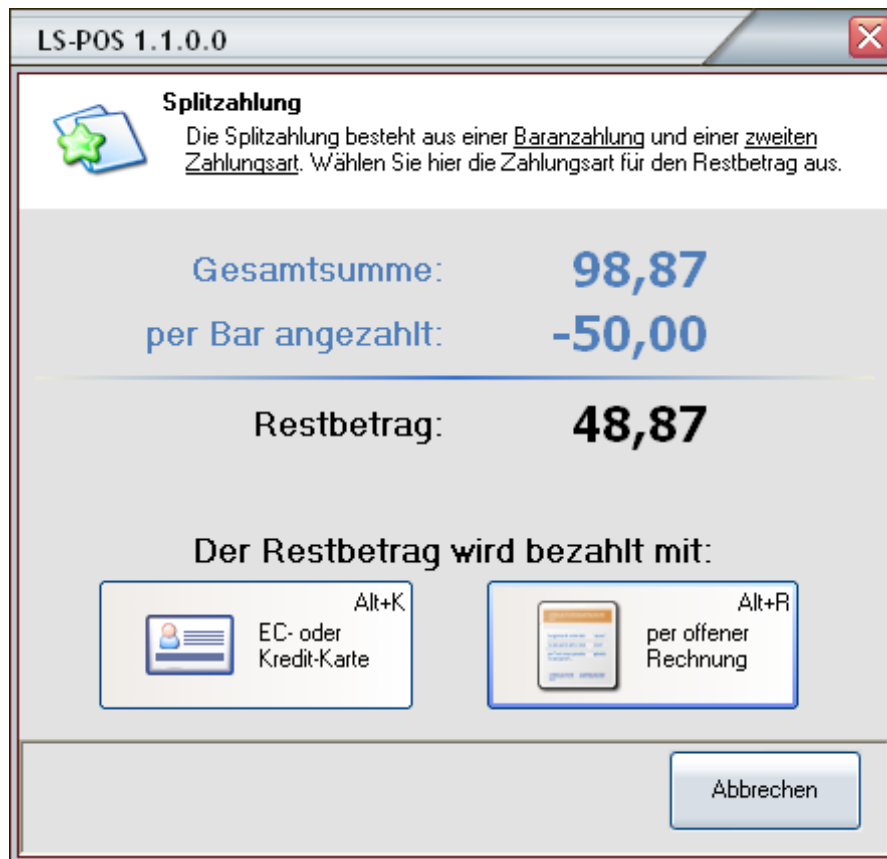 LS-POS 1.1.0.0
Splitzahlung
Die Splitzahlung besteht aus einer Baranzahlung und einer zweiten
Zahlungsart. Wählen Sie hier die Zahlungsart für den Restbetrag aus.
Gesamtsumme: 98,87
per Bar angezahlt: -50,00
Restbetrag: 48,87
Der Restbetrag wird bezahlt mit:
Alt+K
EC- oder
Kredit-Karte
Alt+R
per offener
Rechnung
Abbrechen